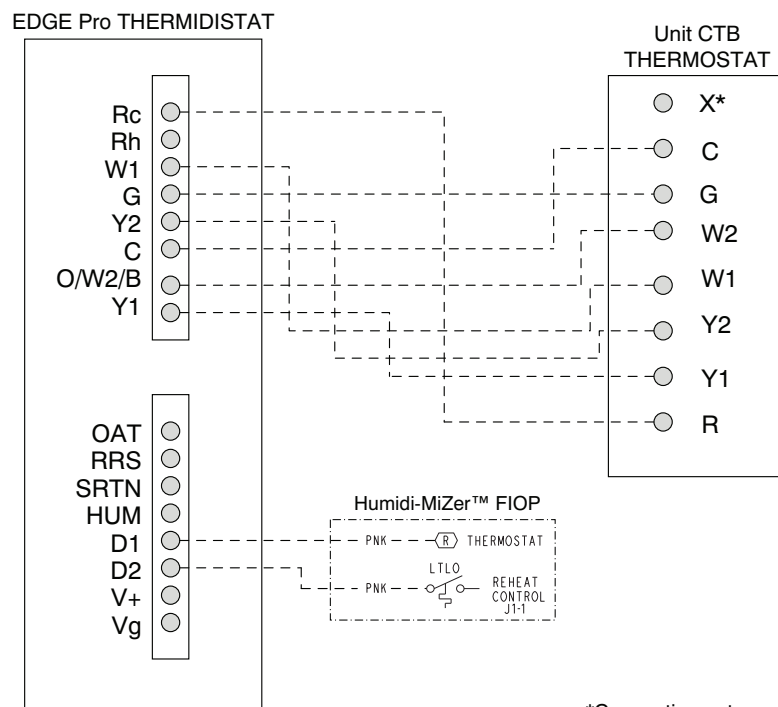 EDGE Pro THERMIDISTAT
Rc
Rh
W1
G
Y2
C
O/W2/B
Y1
OAT
RRS
SRTN
HUM
D1
D2
V+
Vg
Unit CTB
THERMOSTAT
X*
C
G
W2
W1
Y2
Y1
R
Humidi-MiZer™ FIOP
PNK
R
THERMOSTAT
LTLO
PNK
REHEAT
CONTROL
J1-1